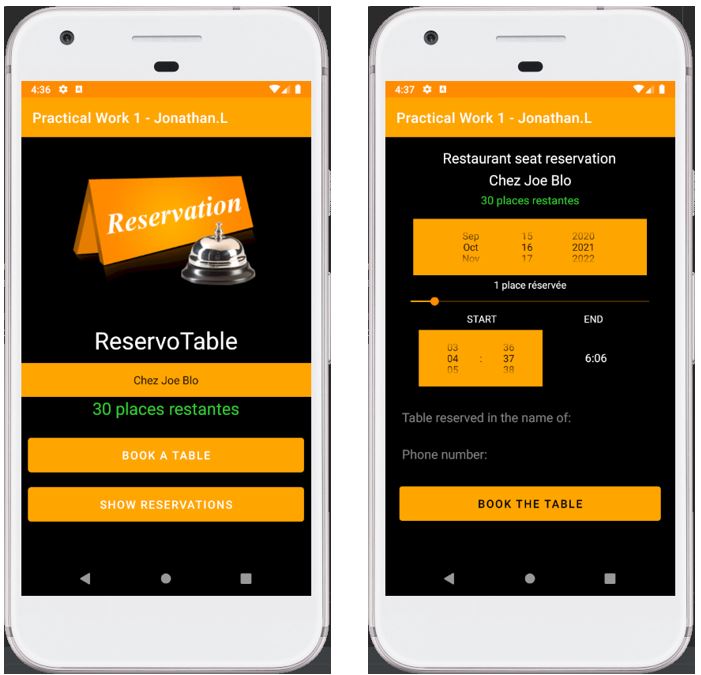 4:36
Practical Work 1 - Jonathan.L
Reservation
ReservoTable
Chez Joe Blo
30 places restantes
BOOK A TABLE
SHOW RESERVATIONS
4:37
Practical Work 1 - Jonathan.L
Restaurant seat reservation
Chez Joe Blo
30 places restantes
Sep 15 2020
Oct 16 2021
Nov 17 2022
1 place réservée
START END
03 36
04 : 37 6:06
05 38
Table reserved in the name of:
Phone number:
BOOK THE TABLE